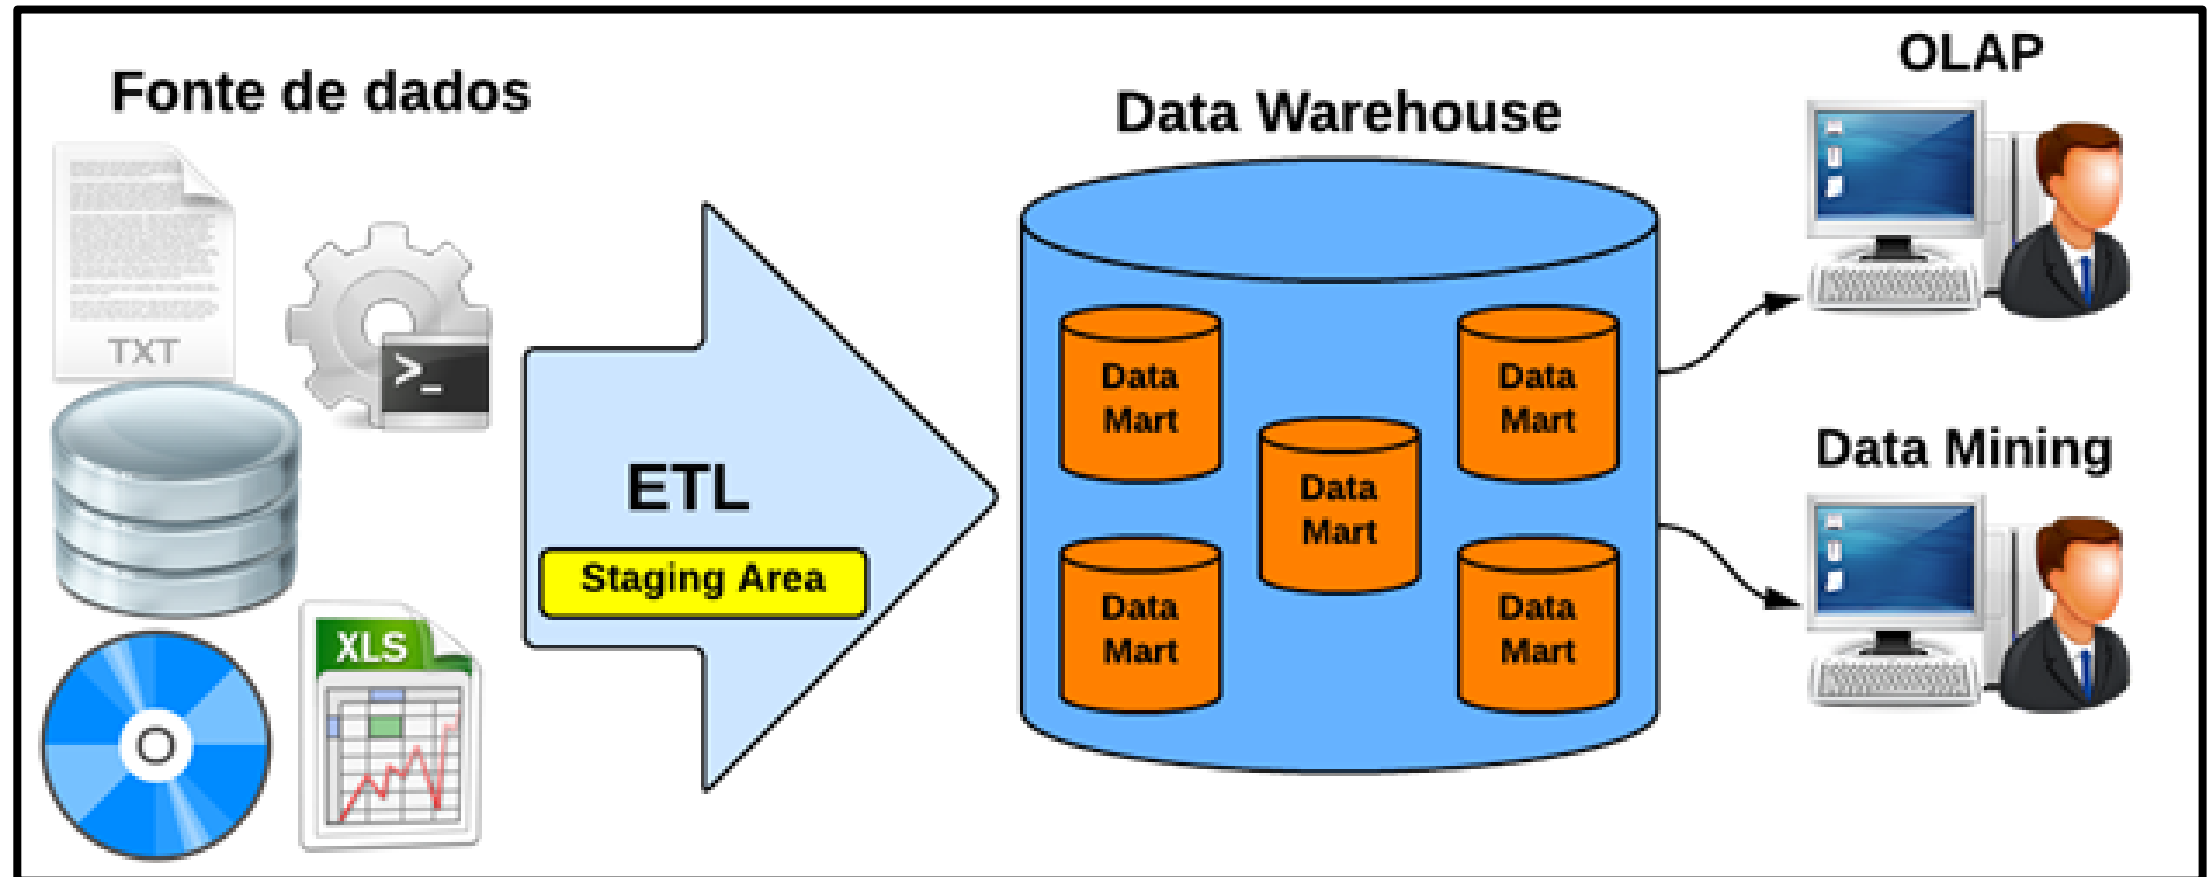 Fonte de dados
TXT
>_
XLS
ETL
Staging Area
Data Warehouse
Data
Mart
Data
Mart
Data
Mart
Data
Mart
Data
Mart
OLAP
Data Mining